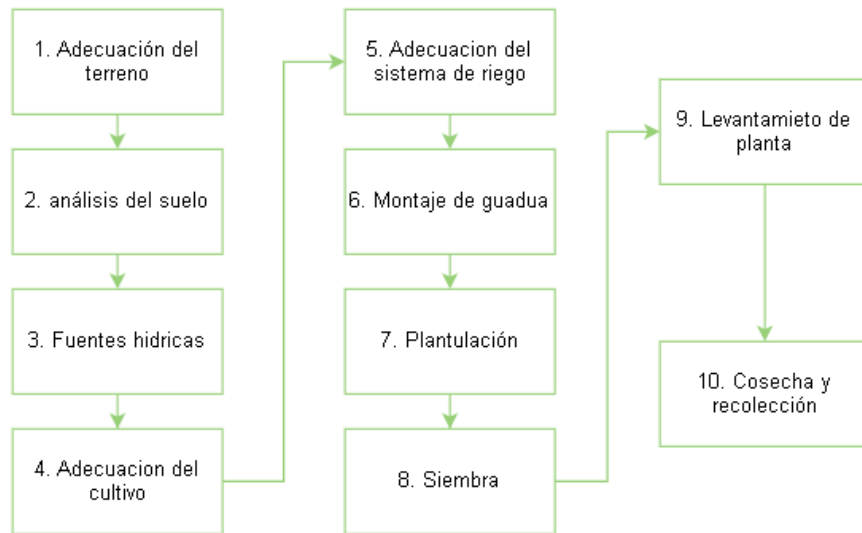 1. Adecuación del
terreno
2. análisis del suelo
3. Fuentes hidricas
4. Adecuacion del
cultivo
5. Adecuacion del
sistema de riego
6. Montaje de guadua
7. Plantulación
8. Siembra
9. Levantamieto de
planta
10. Cosecha y
recolección